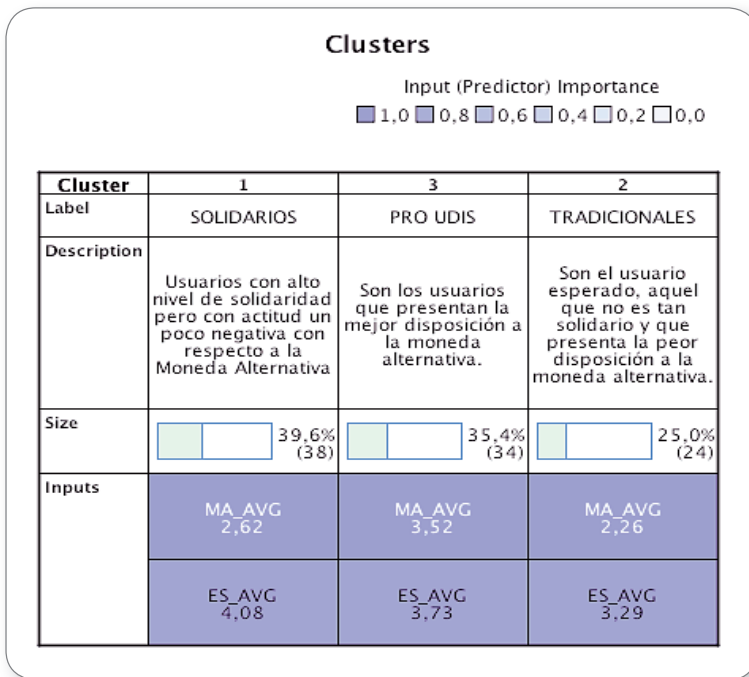 Clusters
Input (Predictor) Importance
1,0 0,8 0,6 0,4 0,2 0,0
Cluster 1 3 2
Label SOLIDARIOS PRO UDIS TRADICIONALES
Description
Usuarios con alto
nivel de solidaridad
pero con actitud un
poco negativa con
respecto a la
Moneda Alternativa
Son los usuarios
que presentan la
mejor disposición a
la moneda
alternativa.
Son el usuario
esperado, aquel
que no es tan
solidario y que
presenta la peor
disposición a la
moneda alternativa.
Size
39,6%
(38)
35,4%
(34)
25,0%
(24)
Inputs
MA_AVG
2,62
MA_AVG
3,52
MA_AVG
2,26
ES_AVG
4,08
ES_AVG
3,73
ES_AVG
3,29